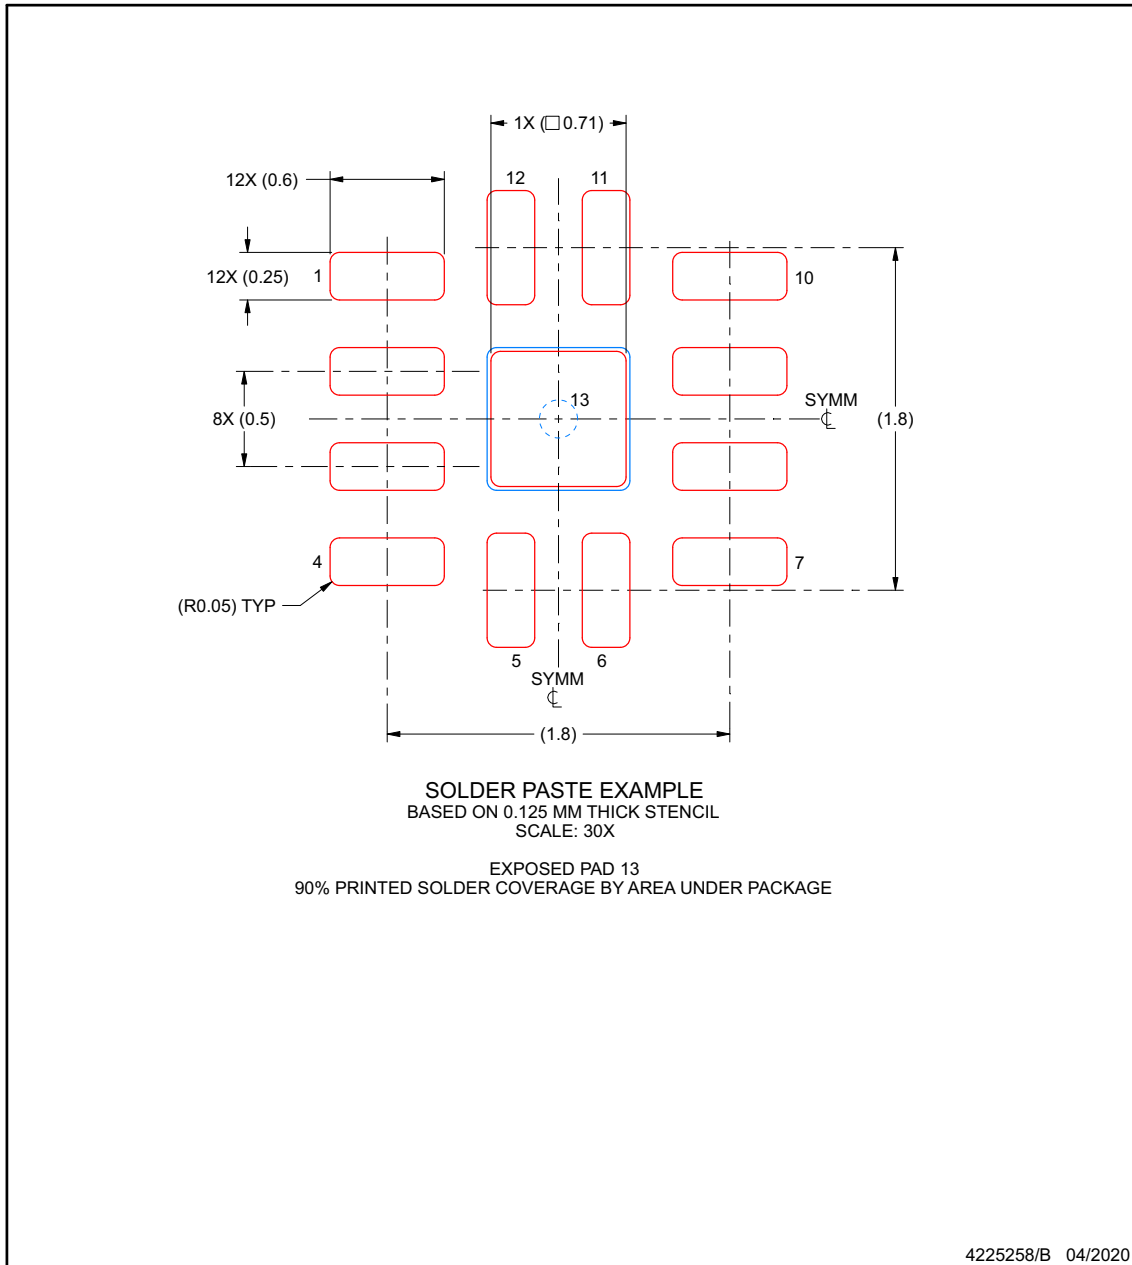 1X (□ 0.71)
12X (0.6)
12
11
12X (0.25)
1
10
13
SYMM
℄
8X (0.5)
(1.8)
4
7
(R0.05) TYP
5
6
SYMM
℄
(1.8)
SOLDER PASTE EXAMPLE
BASED ON 0.125 MM THICK STENCIL
SCALE: 30X
EXPOSED PAD 13
90% PRINTED SOLDER COVERAGE BY AREA UNDER PACKAGE
4225258/B 04/2020